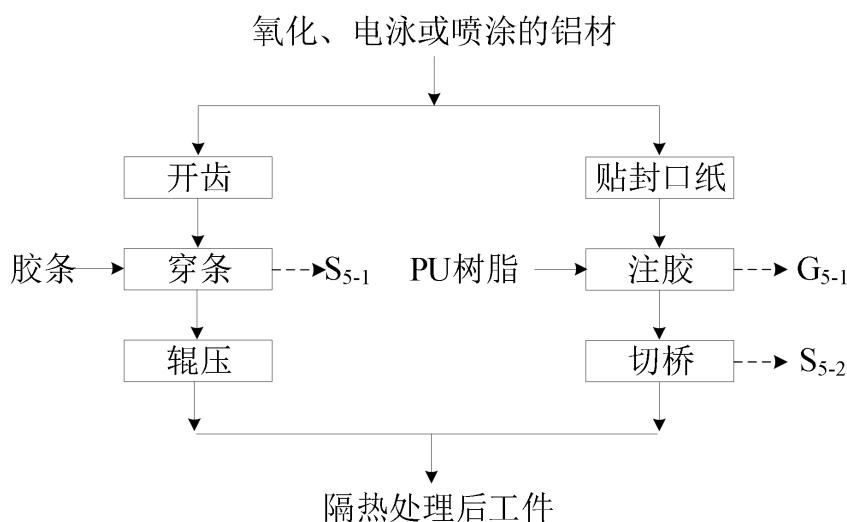 氧化、电泳或喷涂的铝材
开齿
贴封口纸
胶条
穿条
S5-1
PU树脂
注胶
G5-1
辊压
切桥
S5-2
隔热处理后工件